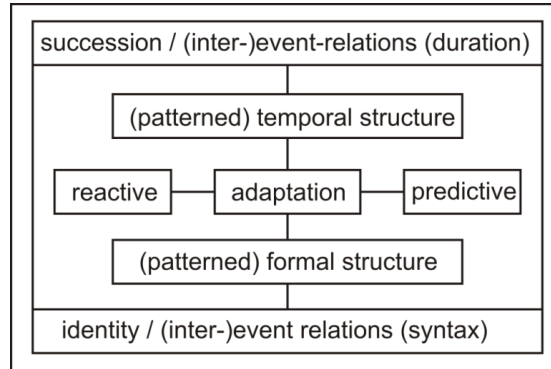 succession / (inter-)event-relations (duration)
(patterned) temporal structure
reactive
adaptation
predictive
(patterned) formal structure
identity / (inter-)event relations (syntax)